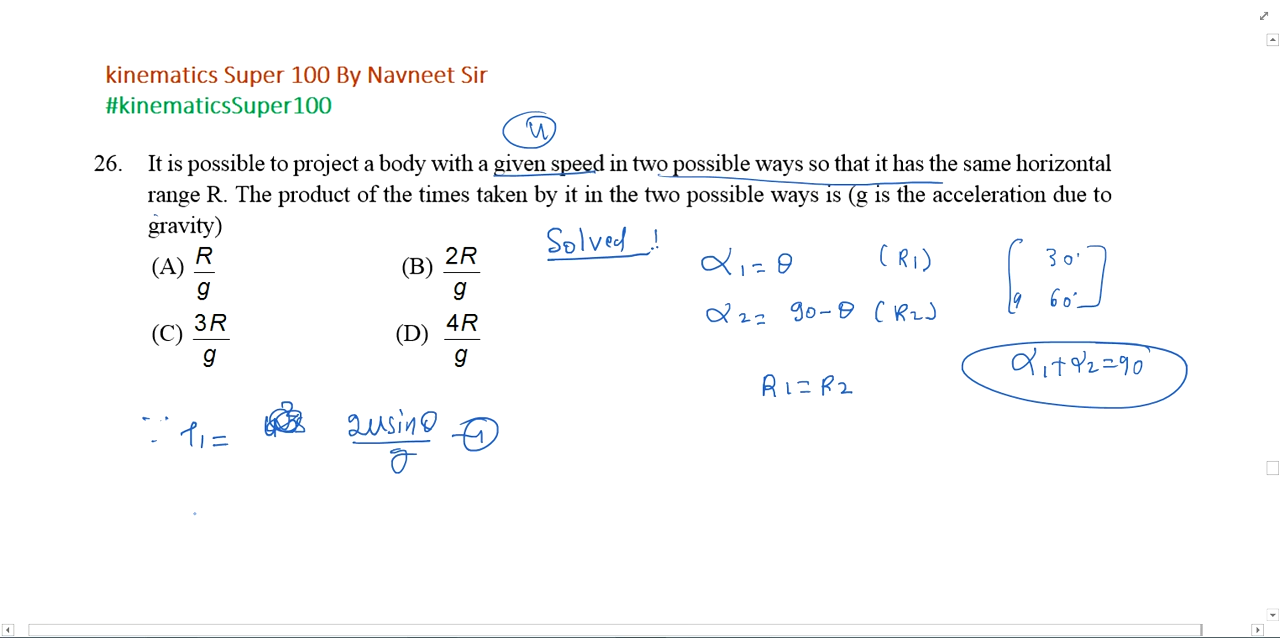 kinematics Super 100 By Navneet Sir
#kinematicsSuper100
u
26. It is possible to project a body with a given speed in two possible ways so that it has the same horizontal
range R. The product of the times taken by it in the two possible ways is (g is the acceleration due to
gravity)
(A) R/g (B) 2R/g
(C) 3R/g (D) 4R/g
Solved !
α1 = θ (R1)
α2 = 90-θ (R2)
30°
60°
R1 = R2
α1+α2=90°
∵ T1 = 2usinθ/g -①